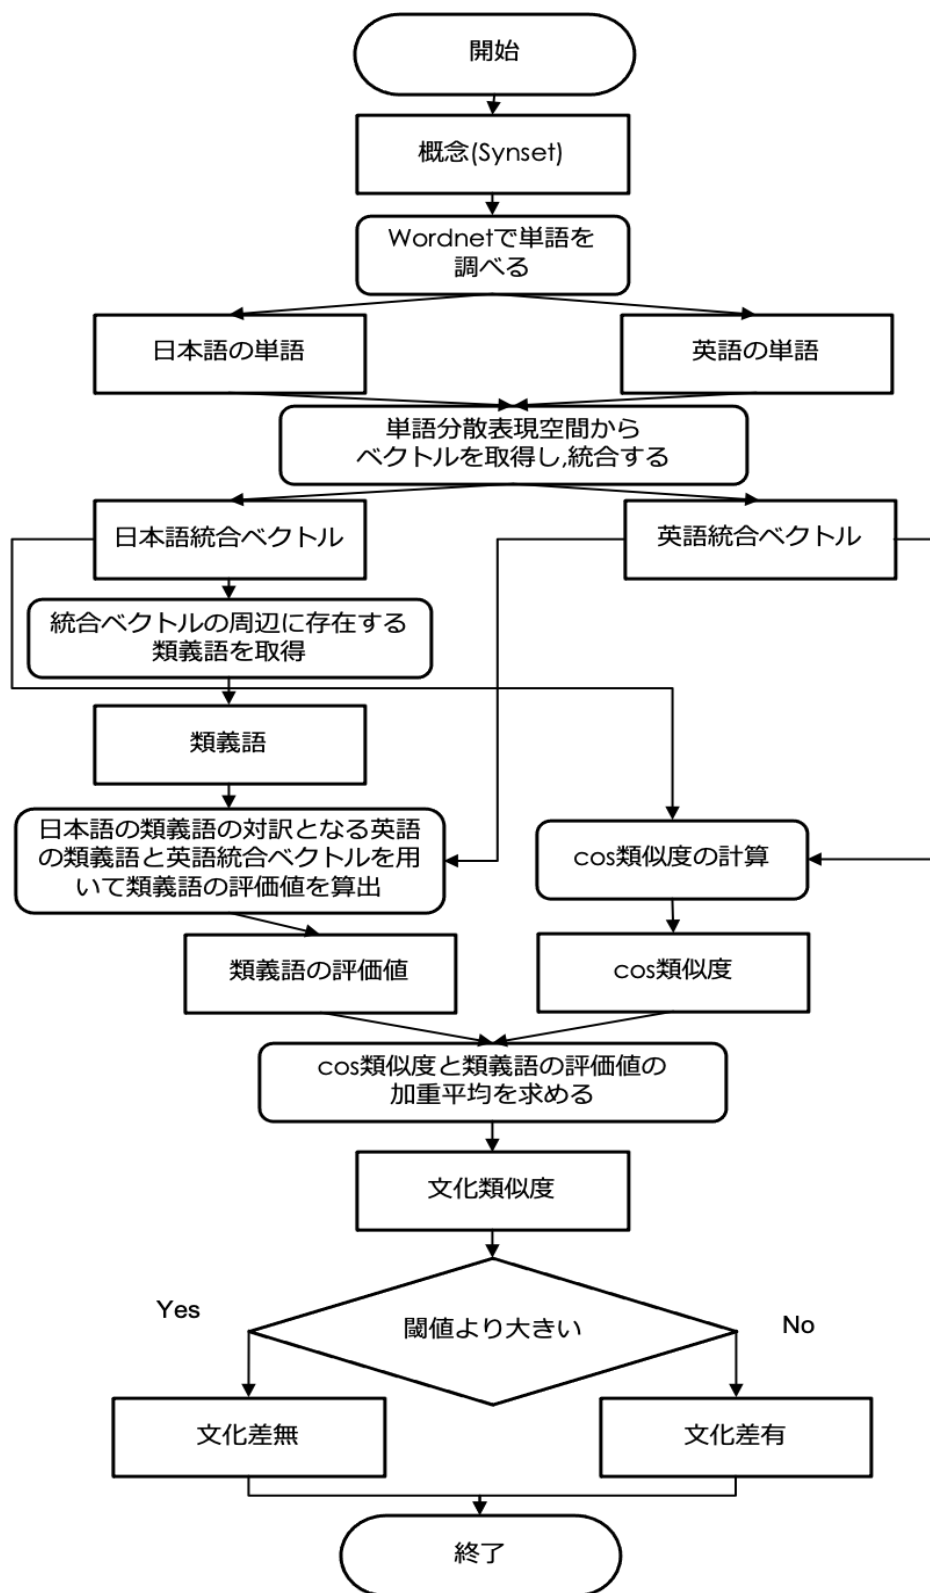 開始
概念(Synset)
Wordnetで単語を
調べる
日本語の単語
英語の単語
単語分散表現空間から
ベクトルを取得し,統合する
日本語統合ベクトル
英語統合ベクトル
統合ベクトルの周辺に存在する
類義語を取得
類義語
日本語の類義語の対訳となる英語
の類義語と英語統合ベクトルを用
いて類義語の評価値を算出
cos類似度の計算
類義語の評価値
cos類似度
cos類似度と類義語の評価値の
加重平均を求める
文化類似度
Yes
閾値より大きい
No
文化差無
文化差有
終了